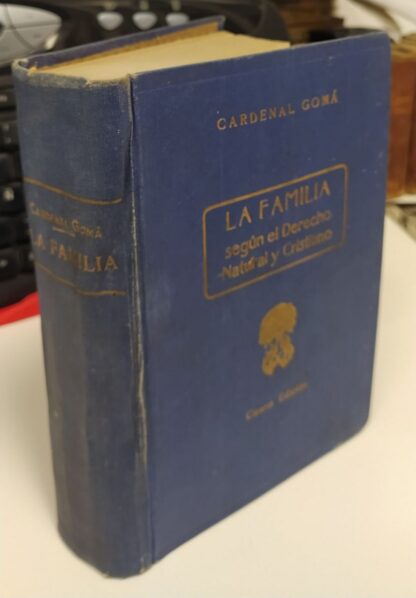 CARDENAL GOMÁ
LA FAMILIA
según el Derecho
Natural y Cristiano
Cuarta Edición
CARDENAL GOMÁ
LA FAMILIA